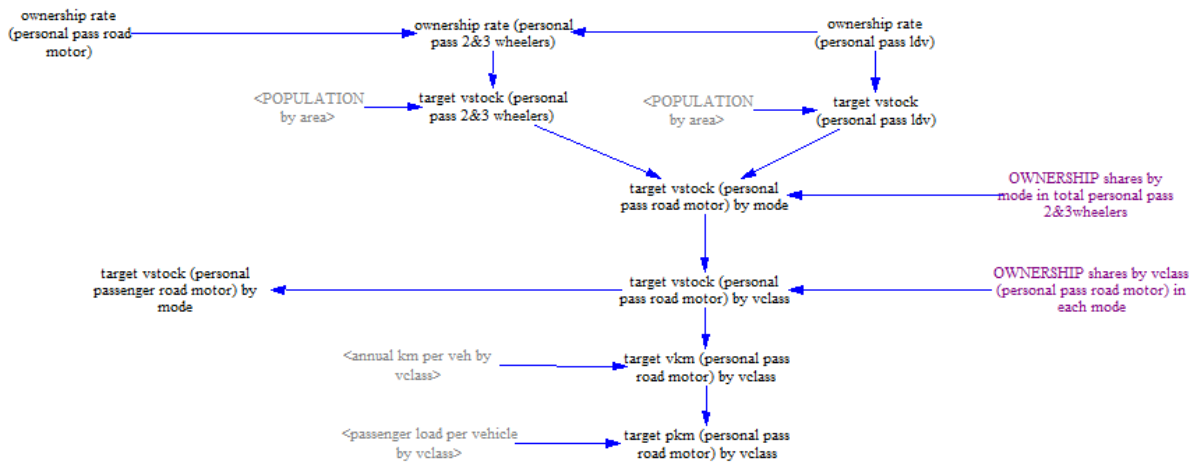 ownership rate
(personal pass road
motor)
ownership rate (personal
pass 2&3 wheelers)
ownership rate
(personal pass ldv)
<POPULATION
by area>
target vstock (personal
pass 2&3 wheelers)
<POPULATION
by area>
target vstock
(personal pass ldv)
target vstock (personal
pass road motor) by mode
OWNERSHIP shares by
mode in total personal pass
2&3wheelers
target vstock (personal
passenger road motor) by
mode
target vstock (personal
pass road motor) by vclass
OWNERSHIP shares by vclass
(personal pass road motor) in
each mode
<annual km per veh by
vclass>
target vkm (personal pass
road motor) by vclass
<passenger load per vehicle
by vclass>
target pkm (personal pass
road motor) by vclass